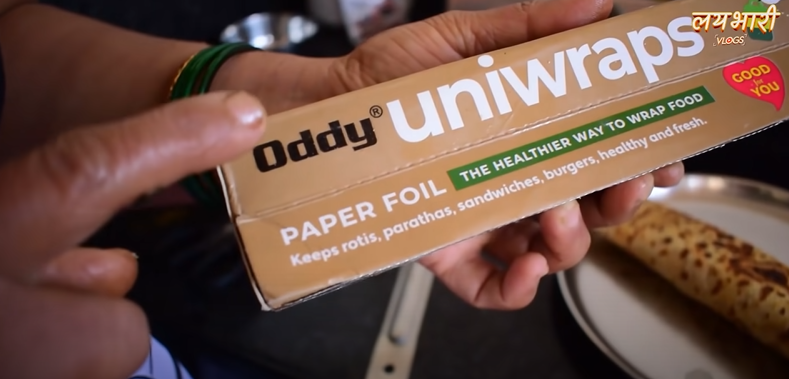 लयभारी
VLOGS
Oddy® uniwraps
GOOD
for
YOU
THE HEALTHIER WAY TO WRAP FOOD
PAPER FOIL
Keeps rotis, parathas, sandwiches, burgers, healthy and fresh.